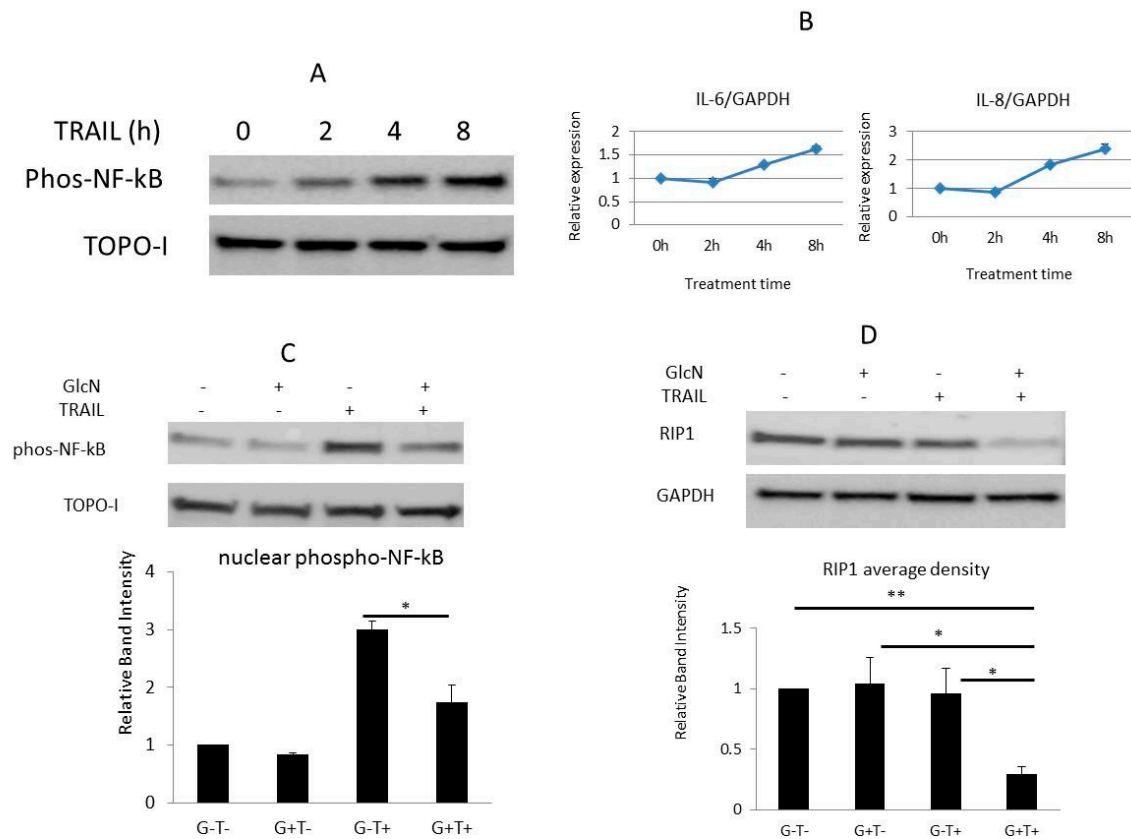 A
TRAIL (h) 0 2 4 8
Phos-NF-kB
TOPO-I
B
IL-6/GAPDH
Relative expression
2
1.5
1
0.5
0
0h 2h 4h 8h
Treatment time
IL-8/GAPDH
Relative expression
3
2
1
0
0h 2h 4h 8h
Treatment time
C
GlcN - + - +
TRAIL - - + +
phos-NF-kB
TOPO-I
nuclear phospho-NF-kB
Relative Band Intensity
4
3
2
1
0
*
G-T- G+T- G-T+ G+T+
D
GlcN - + - +
TRAIL - - + +
RIP1
GAPDH
RIP1 average density
Relative Band Intensity
**
1.5
*
*
1
0.5
0
G-T- G+T- G-T+ G+T+